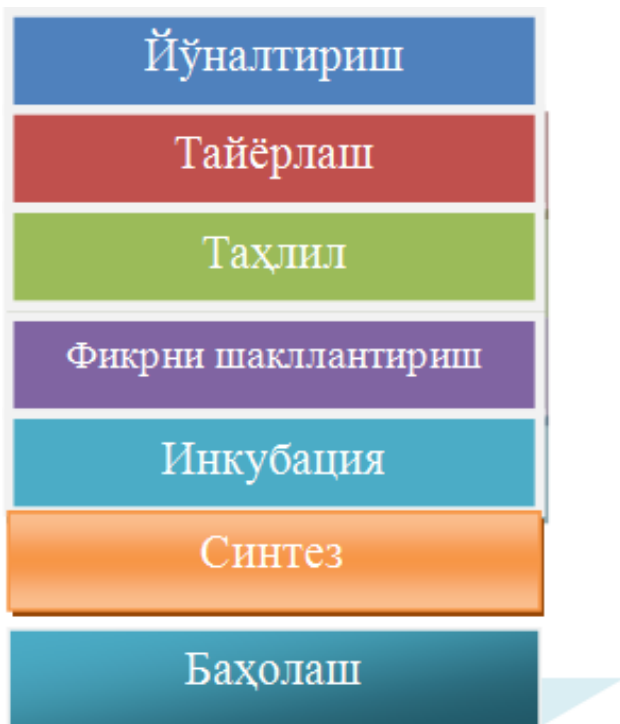 Йўналтириш
Тайёрлаш
Таҳлил
Фикрни шакллантириш
Инкубация
Синтез
Баҳолаш